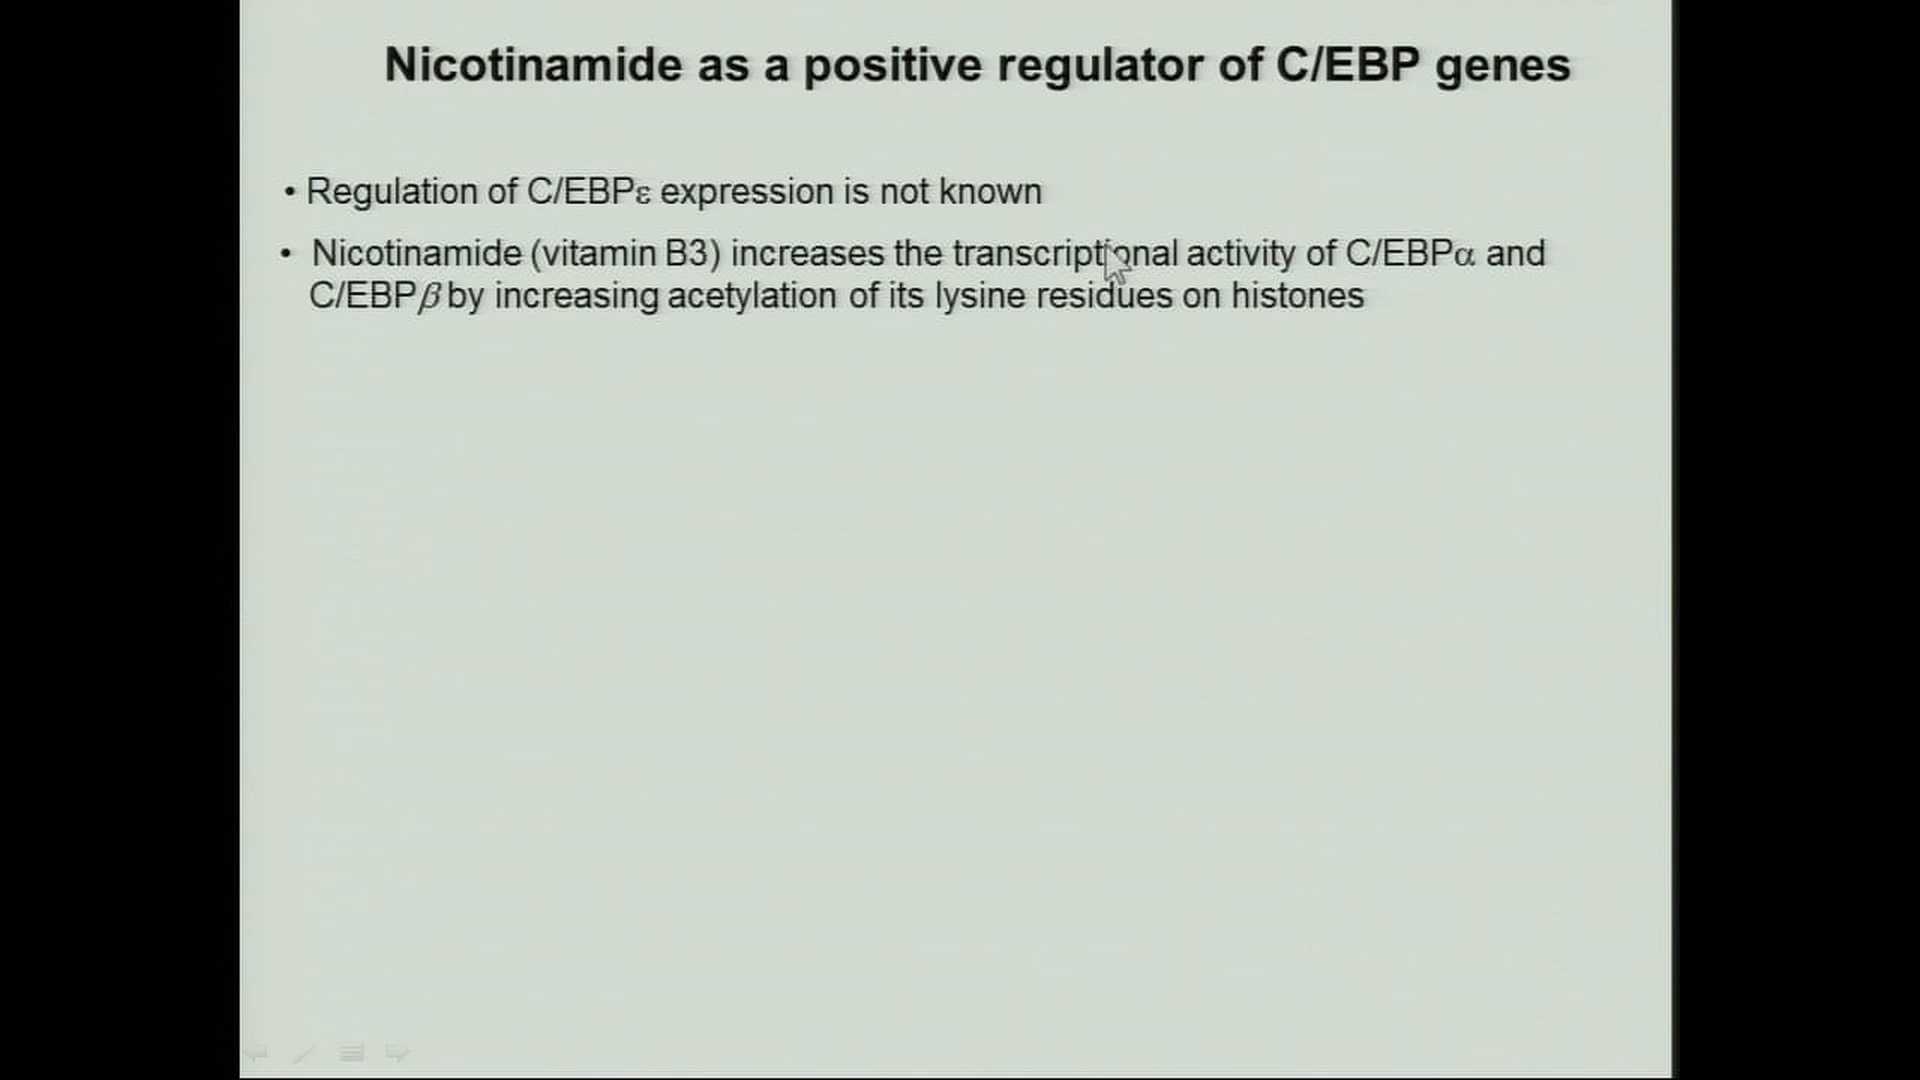 Nicotinamide as a positive regulator of C/EBP genes
• Regulation of C/EBPε expression is not known
• Nicotinamide (vitamin B3) increases the transcriptional activity of C/EBPα and
C/EBPβ by increasing acetylation of its lysine residues on histones